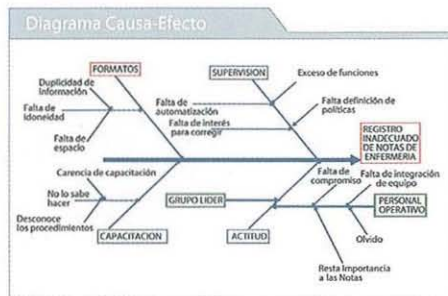 Diagrama Causa-Efecto
FORMATOS
SUPERVISION
Duplicidad de
información
Exceso de funciones
Falta de
idoneidad
Falta de
automatización
Falta definición de
políticas
Falta de interés
para corregir
Falta de
espacio
REGISTRO
INADECUADO
DE NOTAS DE
ENFERMERIA
Carencia de capacitación
Falta de
compromiso
Falta de integración
de equipo
No lo sabe
hacer
GRUPO LIDER
PERSONAL
OPERATIVO
Desconoce
los procedimientos
CAPACITACION
ACTITUD
Olvido
Resta Importancia
a las Notas